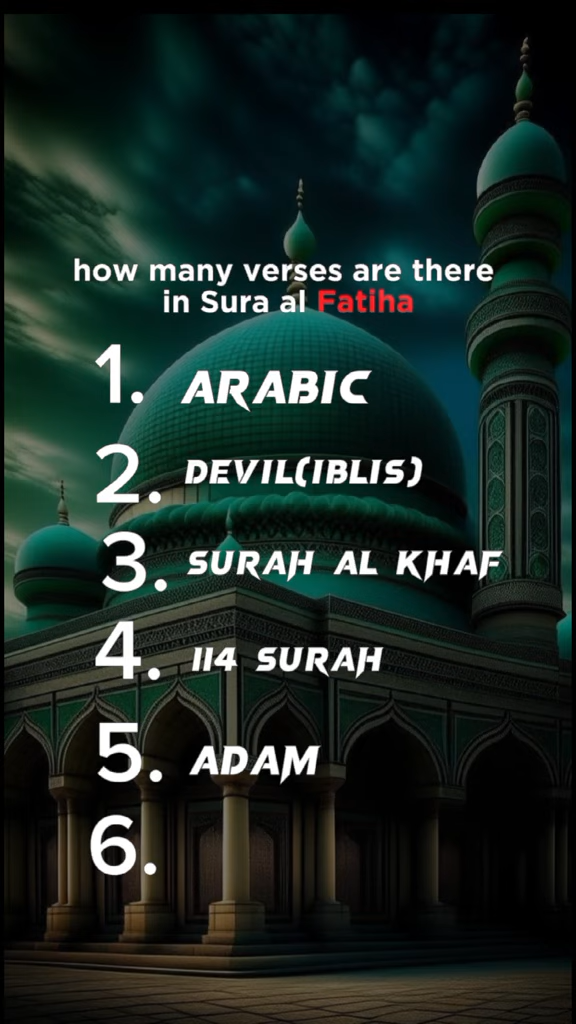 how many verses are there
in Sura al Fatiha
1. ARABIC
2. DEVIL(IBLIS)
3. SURAH AL KHAF
4. 114 SURAH
5. ADAM
6.